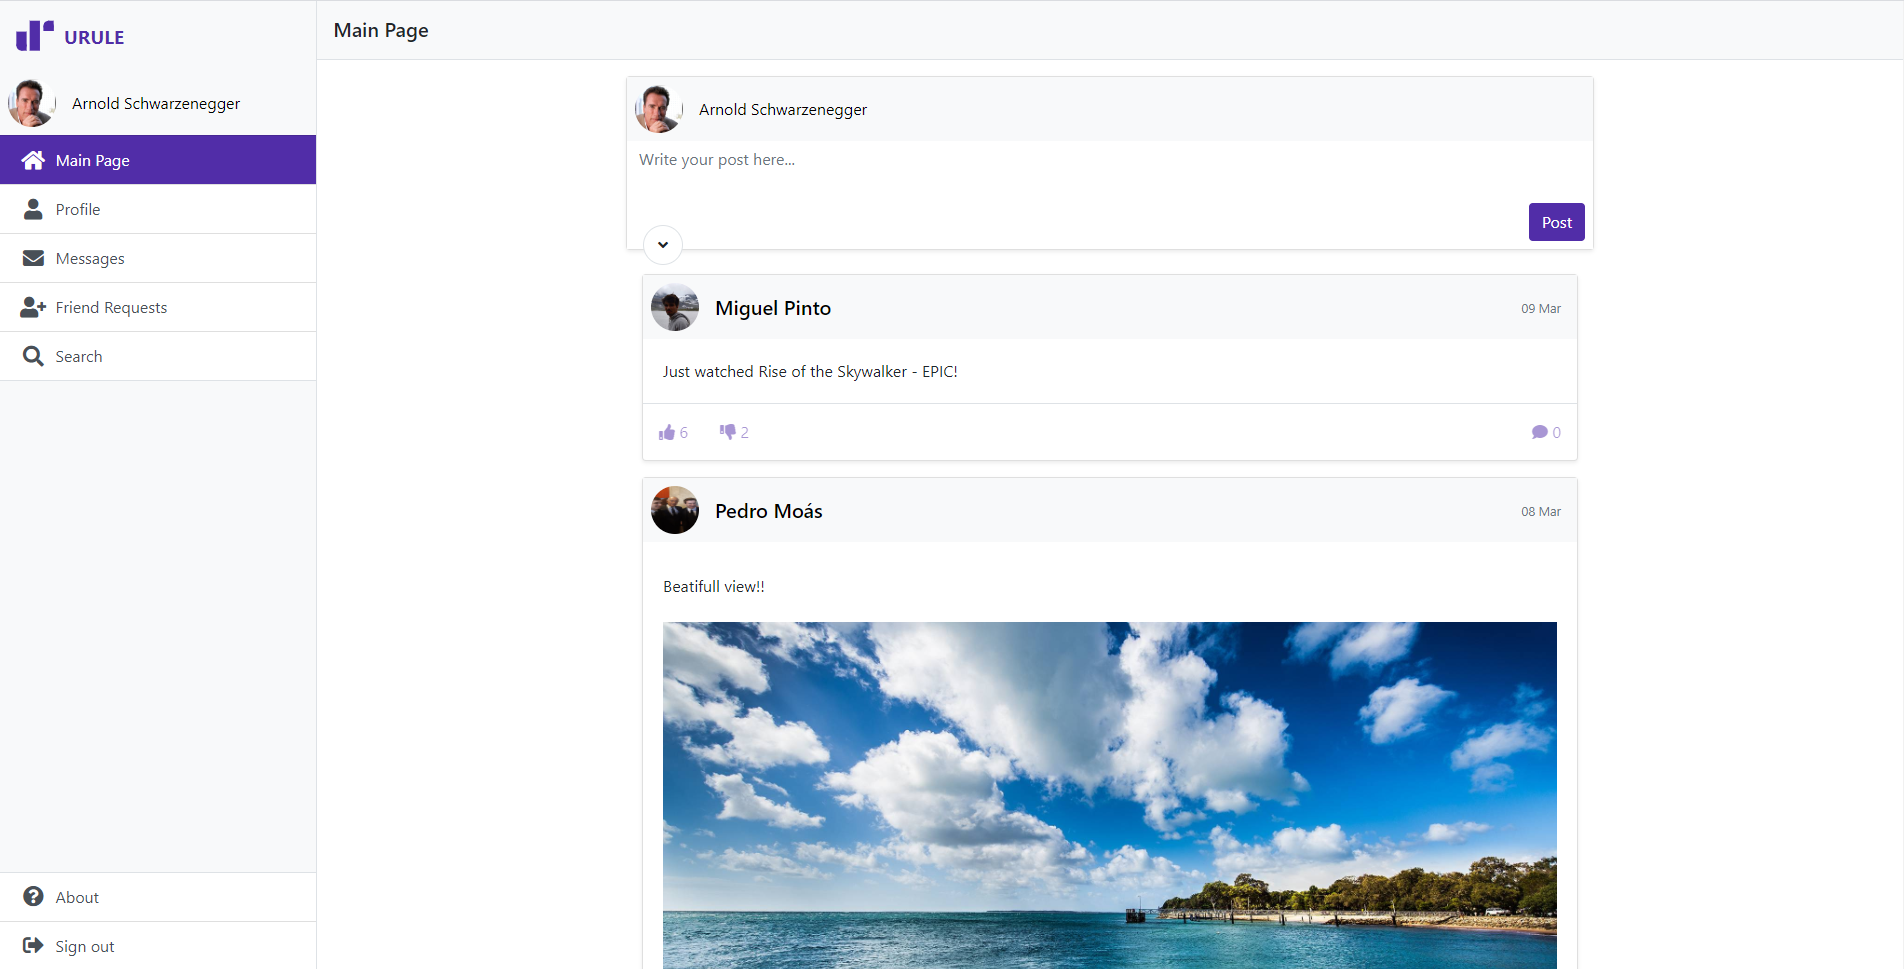 URULE
Arnold Schwarzenegger
Main Page
Profile
Messages
Friend Requests
Search
About
Sign out
Main Page
Arnold Schwarzenegger
Write your post here...
Post
Miguel Pinto
09 Mar
Just watched Rise of the Skywalker - EPIC!
6
2
0
Pedro Moás
08 Mar
Beatifull view!!